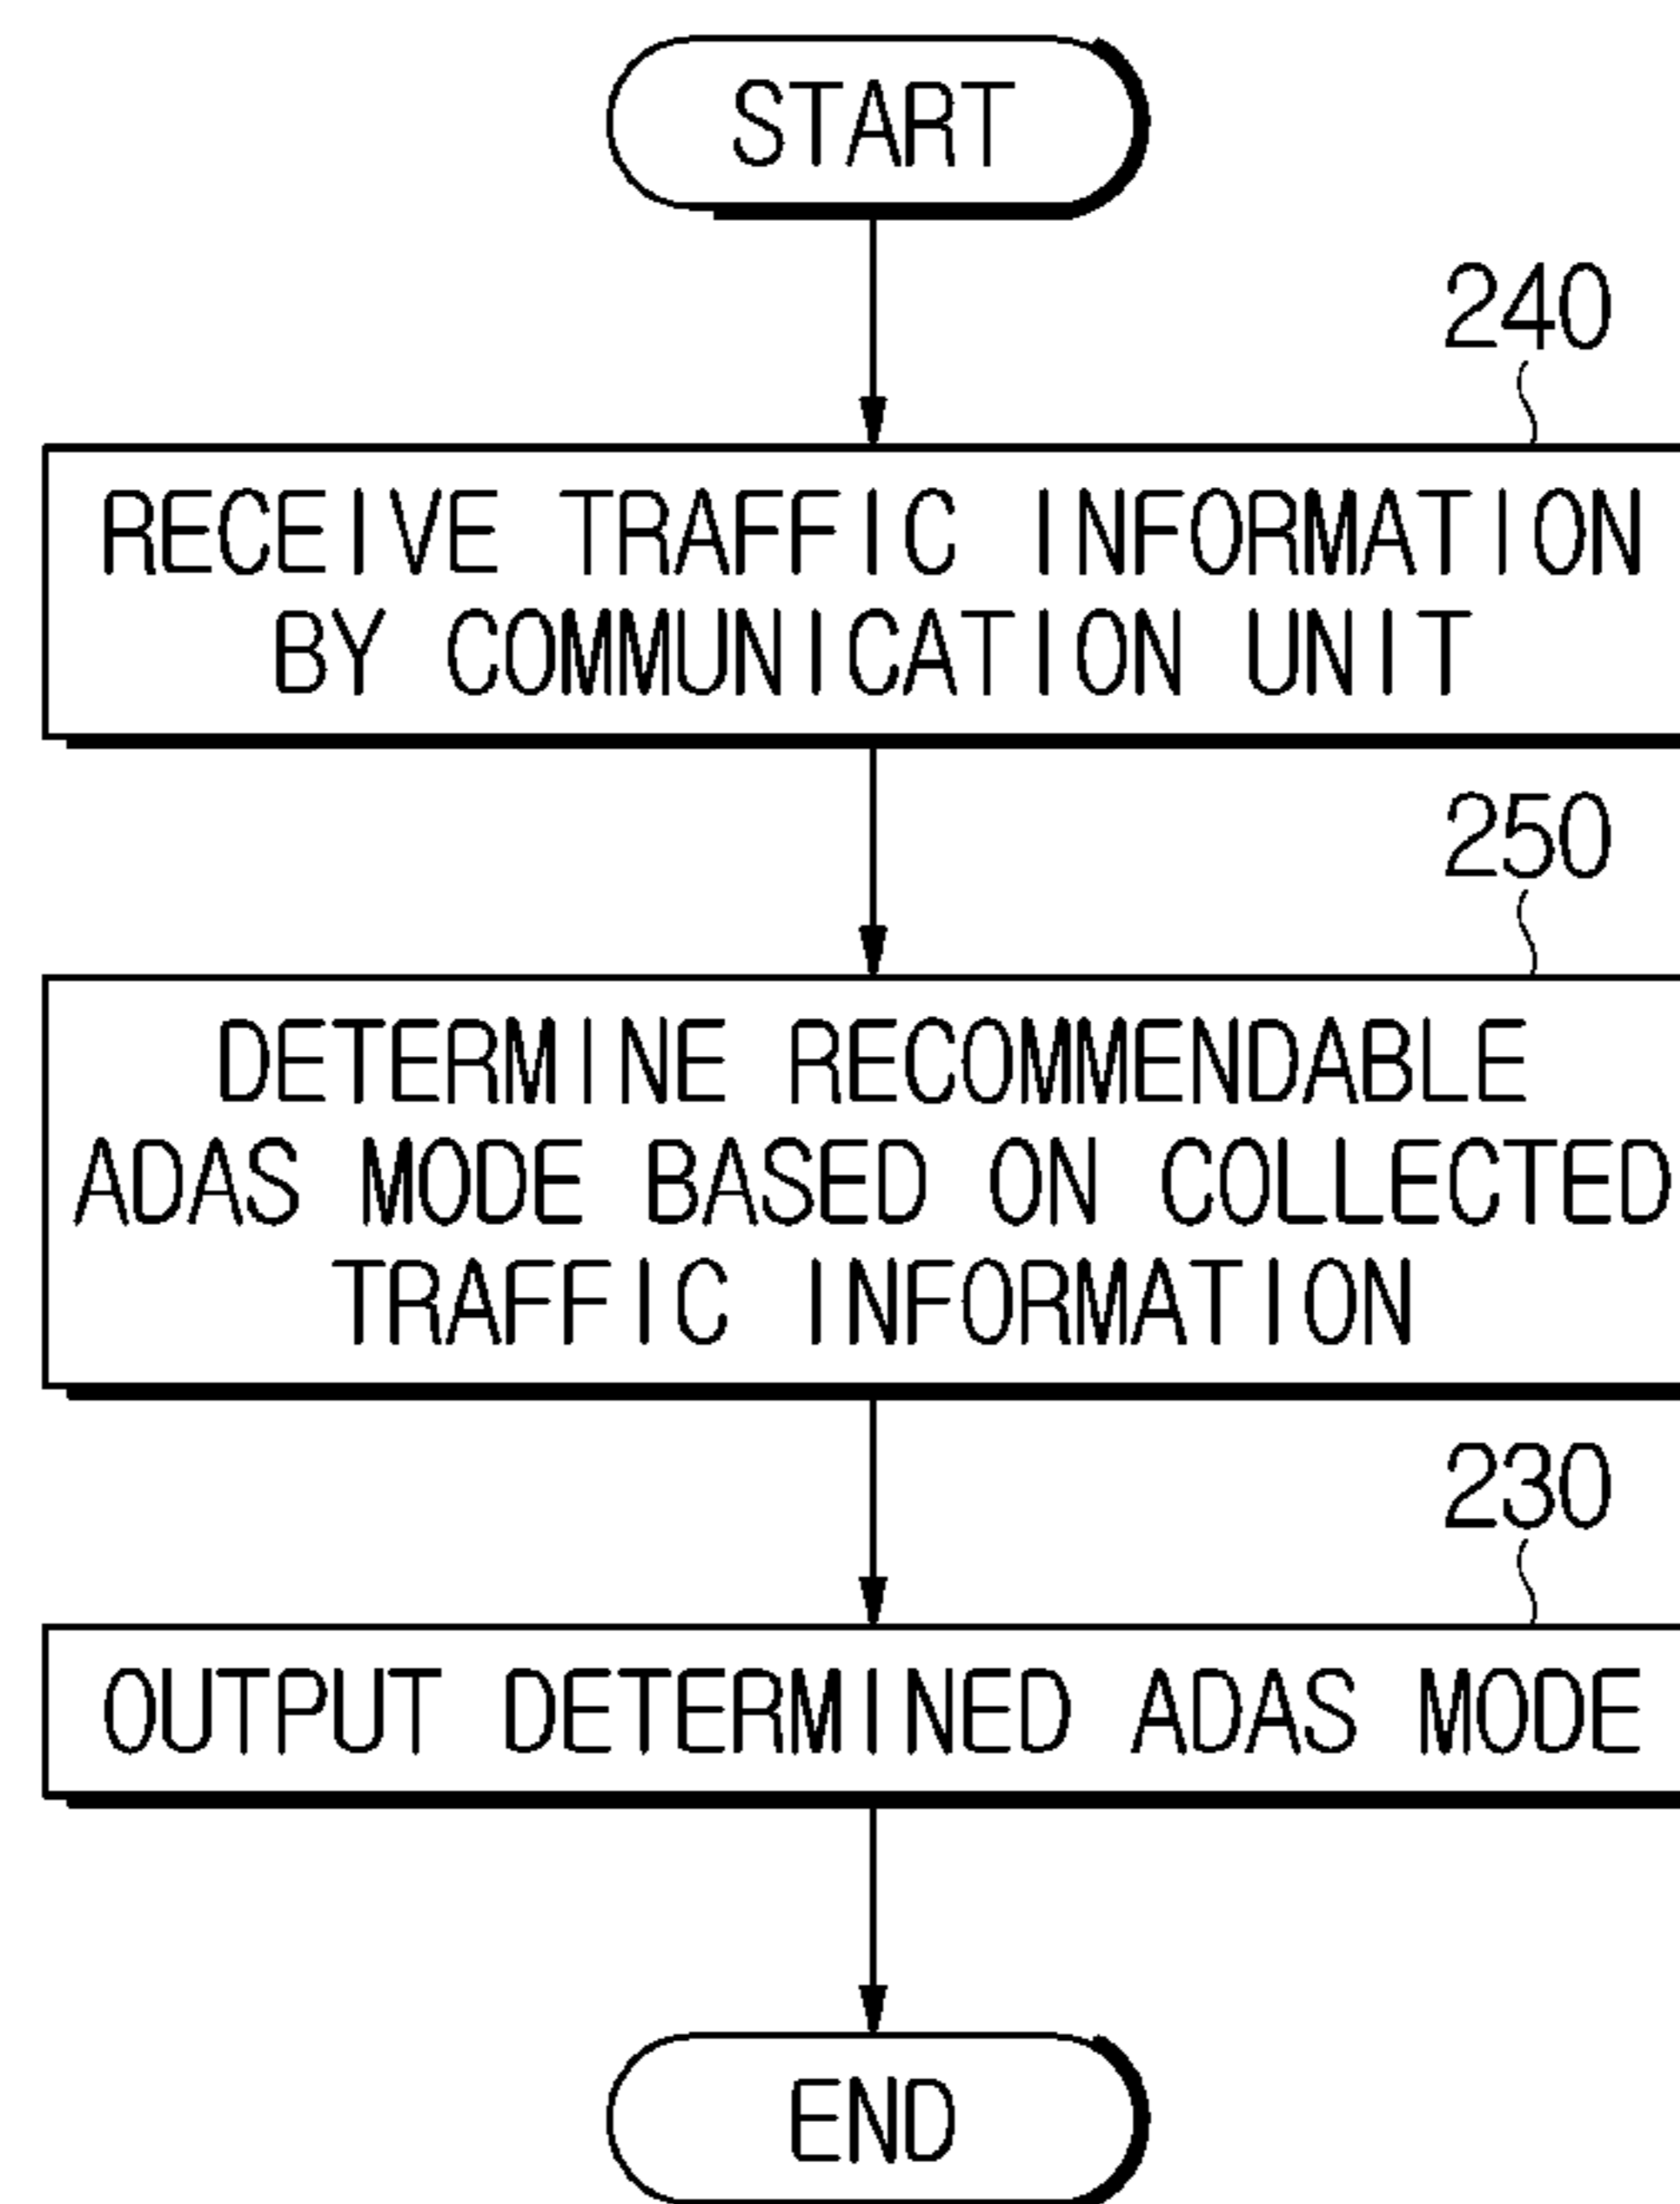 START
240
RECEIVE TRAFFIC INFORMATION
BY COMMUNICATION UNIT
250
DETERMINE RECOMMENDABLE
ADAS MODE BASED ON COLLECTED
TRAFFIC INFORMATION
230
OUTPUT DETERMINED ADAS MODE
END